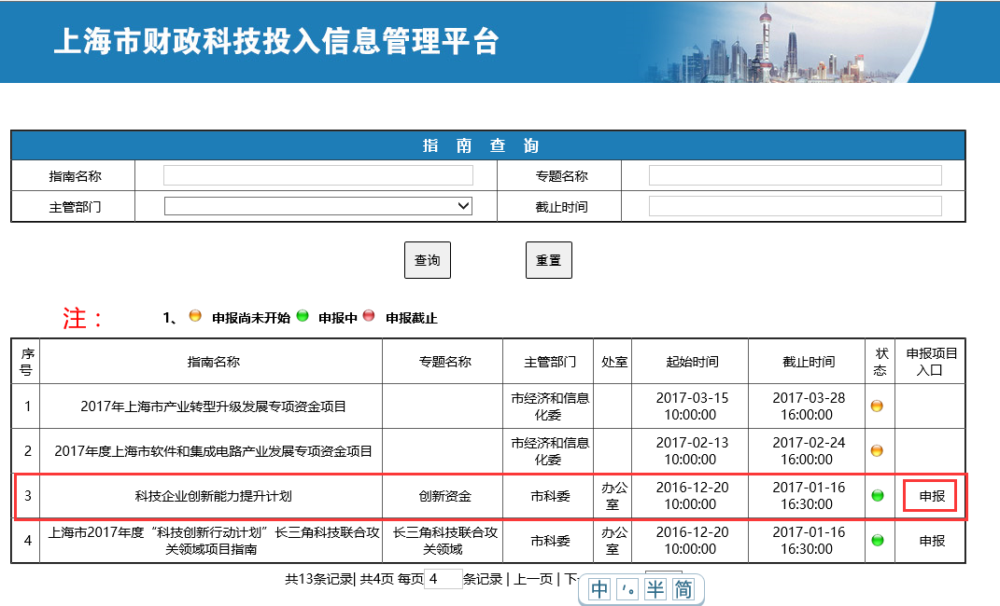 上海市财政科技投入信息管理平台
指 南 查 询
指南名称 专题名称
主管部门 截止时间
查询 重置
注： 1、 申报尚未开始 申报中 申报截止
序号 指南名称 专题名称 主管部门 处室 起始时间 截止时间 状态 申报项目入口
1 2017年上海市产业转型升级发展专项资金项目 市经济和信息化委 2017-03-15 10:00:00 2017-03-28 16:00:00
2 2017年度上海市软件和集成电路产业发展专项资金项目 市经济和信息化委 2017-02-13 10:00:00 2017-02-24 16:00:00
3 科技企业创新能力提升计划 创新资金 市科委 办公室 2016-12-20 10:00:00 2017-01-16 16:30:00 申报
4 上海市2017年度“科技创新行动计划”长三角科技联合攻关领域项目指南 长三角科技联合攻关领域 市科委 办公室 2016-12-20 10:00:00 2017-01-16 16:30:00 申报
共13条记录| 共4页 每页 4 条记录 | 上一页 | 下
中 ‘。 半 简